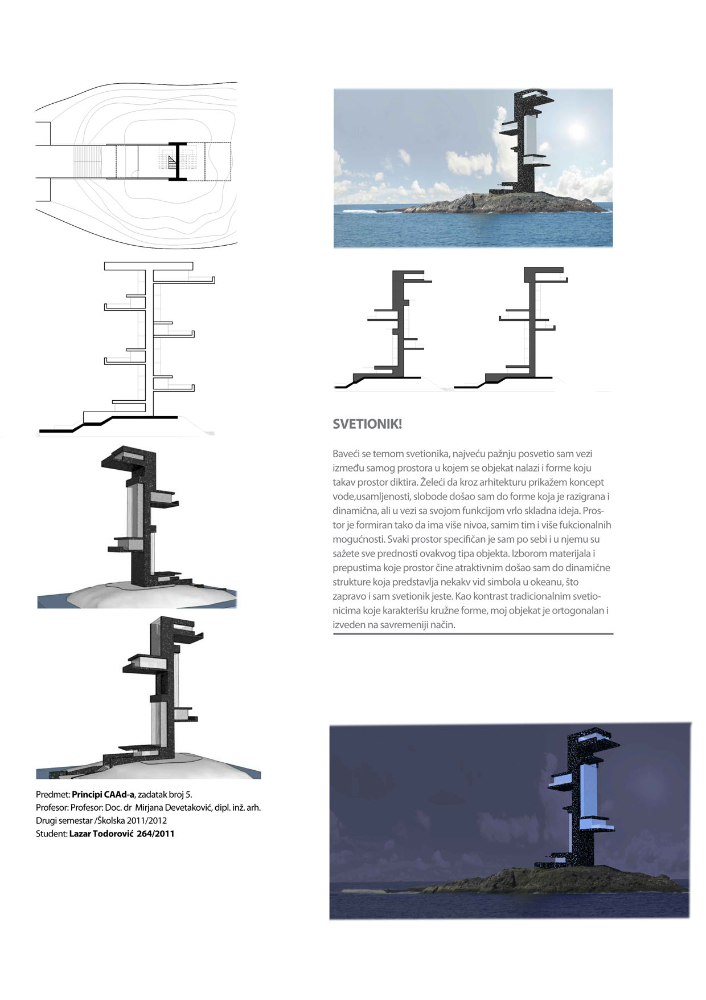 SVETIONIK!
Baveći se temom svetionika, najveću pažnju posvetio sam vezi
između samog prostora u kojem se objekat nalazi i forme koju
takav prostor diktira. Želeći da kroz arhitekturu prikažem koncept
vode,usamljenosti, slobode došao sam do forme koja je razigrana i
dinamična, ali u vezi sa svojom funkcijom vrlo skladna ideja. Pros-
tor je formiran tako da ima više nivoa, samim tim i više fukcionalnih
mogućnosti. Svaki prostor specifičan je sam po sebi i u njemu su
sažete sve prednosti ovakvog tipa objekta. Izborom materijala i
prepustima koje prostor čine atraktivnim došao sam do dinamične
strukture koja predstavlja nekakv vid simbola u okeanu, što
zapravo i sam svetionik jeste. Kao kontrast tradicionalnim svetio-
nicima koje karakterišu kružne forme, moj objekat je ortogonalan i
izveden na savremeniji način.
Predmet: Principi CAAd-a, zadatak broj 5.
Profesor: Profesor: Doc. dr Mirjana Devetaković, dipl. inž. arh.
Drugi semestar /Školska 2011/2012
Student: Lazar Todorović 264/2011